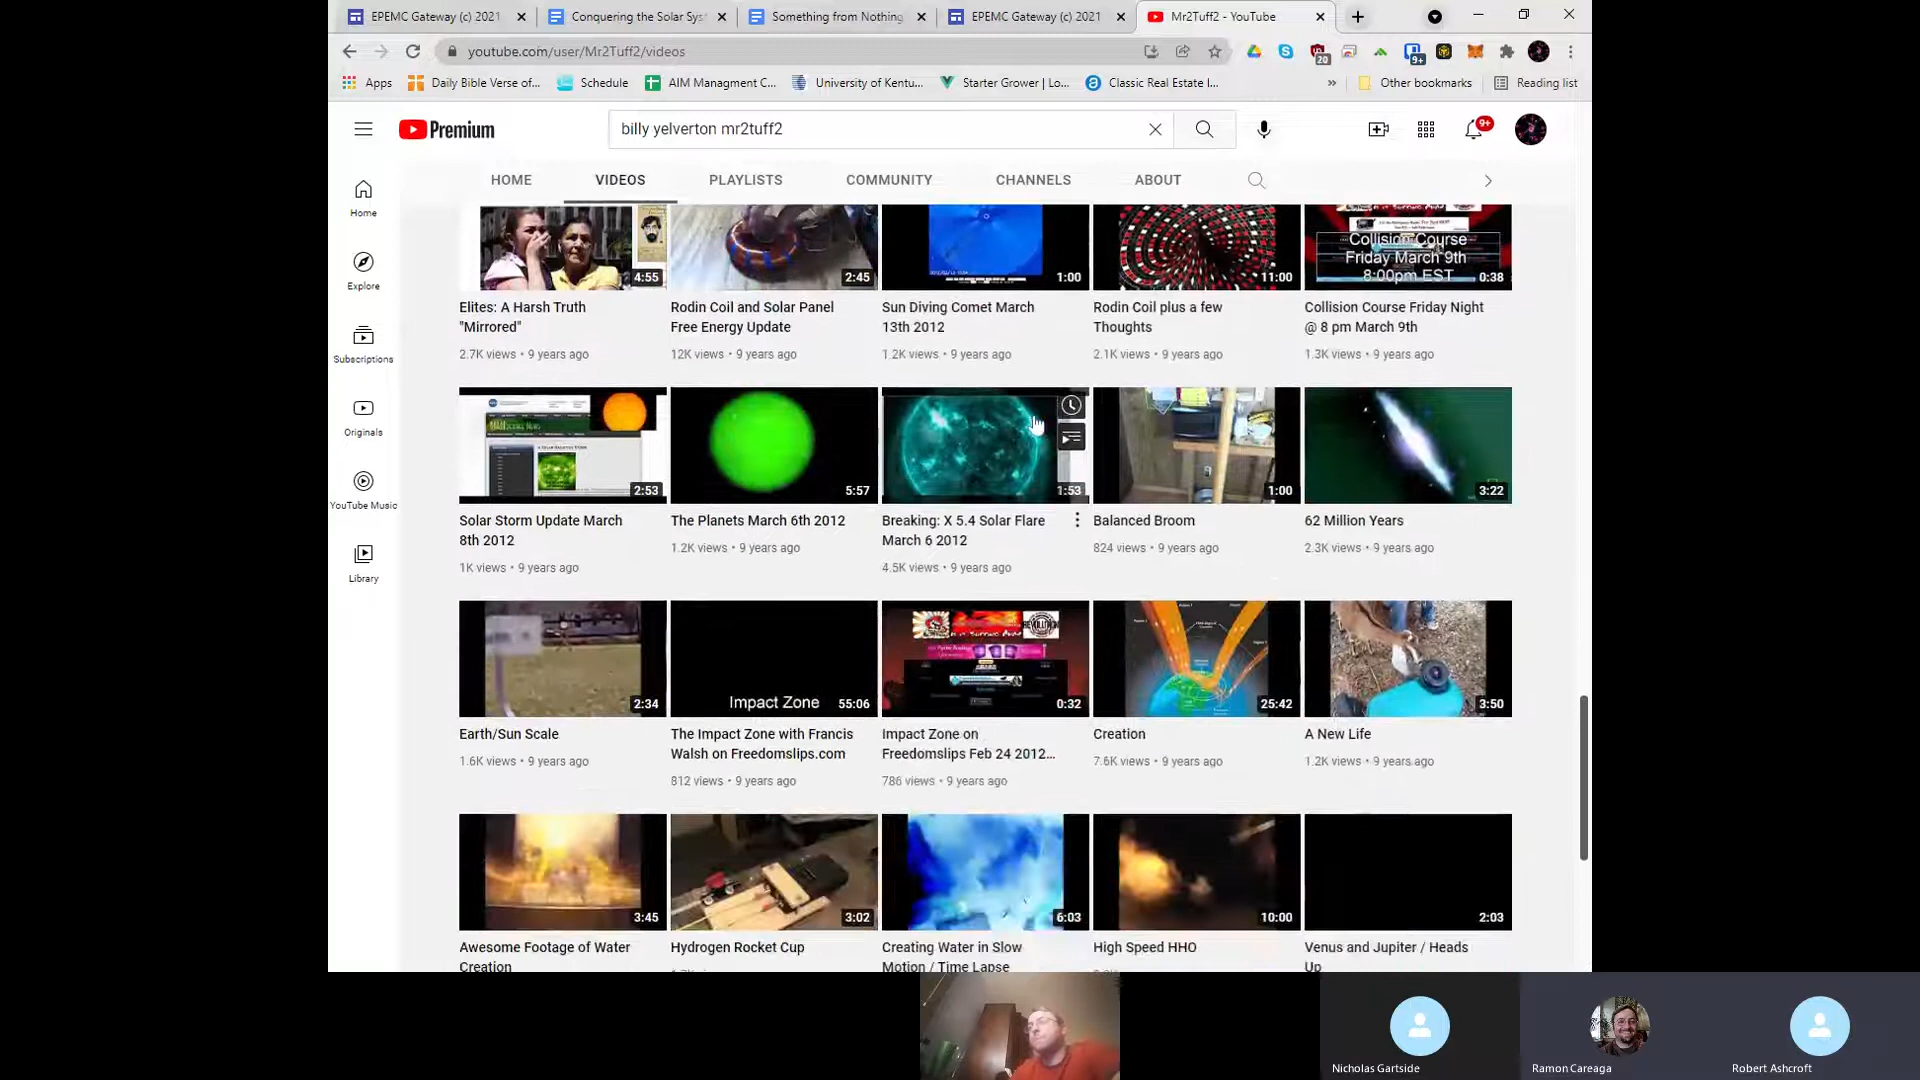 EPEMC Gateway (c) 2021
Conquering the Solar Sys
Something from Nothing
EPEMC Gateway (c) 2021
Mr2Tuff2 - YouTube
youtube.com/user/Mr2Tuff2/videos
20
9+
Apps
Daily Bible Verse of...
Schedule
AIM Managment C...
University of Kentu...
Starter Grower | Lo...
Classic Real Estate I...
»
Other bookmarks
Reading list
Premium
billy yelverton mr2tuff2
9+
HOME
VIDEOS
PLAYLISTS
COMMUNITY
CHANNELS
ABOUT
Home
Explore
Subscriptions
Originals
YouTube Music
Library
4:55
2:45
1:00
11:00
Collision Course
Friday March 9th
8:00pm EST
0:38
Elites: A Harsh Truth
"Mirrored"
2.7K views • 9 years ago
Rodin Coil and Solar Panel
Free Energy Update
12K views • 9 years ago
Sun Diving Comet March
13th 2012
1.2K views • 9 years ago
Rodin Coil plus a few
Thoughts
2.1K views • 9 years ago
Collision Course Friday Night
@ 8 pm March 9th
1.3K views • 9 years ago
2:53
5:57
1:53
1:00
3:22
Solar Storm Update March
8th 2012
1K views • 9 years ago
The Planets March 6th 2012
1.2K views • 9 years ago
Breaking: X 5.4 Solar Flare
March 6 2012
4.5K views • 9 years ago
Balanced Broom
824 views • 9 years ago
62 Million Years
2.3K views • 9 years ago
2:34
Impact Zone
55:06
0:32
25:42
3:50
Earth/Sun Scale
1.6K views • 9 years ago
The Impact Zone with Francis
Walsh on Freedomslips.com
812 views • 9 years ago
Impact Zone on
Freedomslips Feb 24 2012...
786 views • 9 years ago
Creation
7.6K views • 9 years ago
A New Life
1.2K views • 9 years ago
3:45
3:02
6:03
10:00
2:03
Awesome Footage of Water
Creation
Hydrogen Rocket Cup
Creating Water in Slow
Motion / Time Lapse
High Speed HHO
Venus and Jupiter / Heads
Up
Nicholas Gartside
Ramon Careaga
Robert Ashcroft